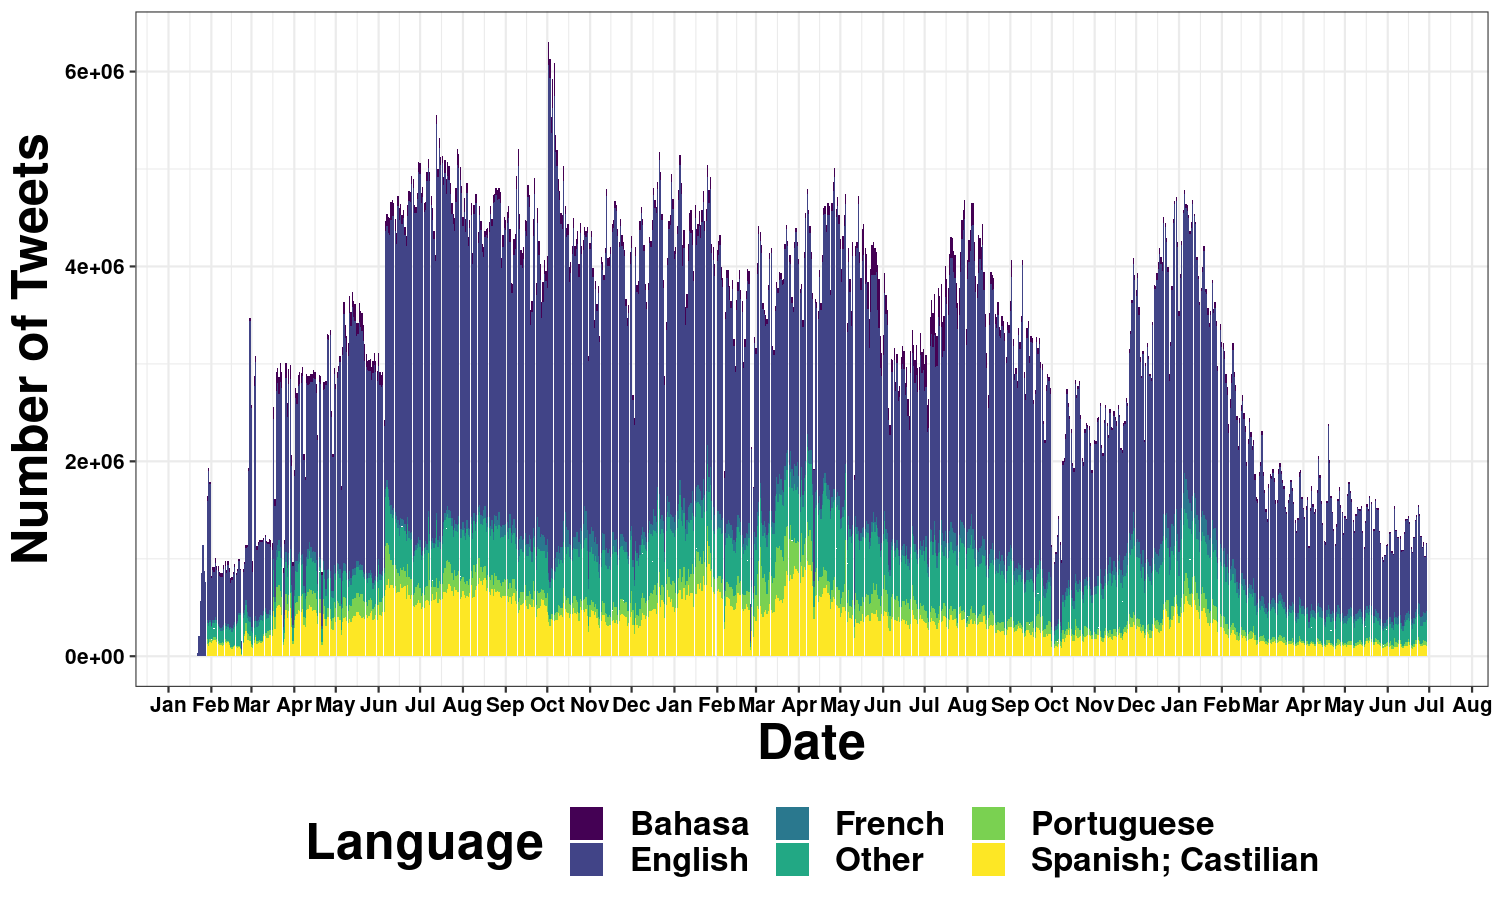 Number of Tweets
6e+06
4e+06
2e+06
0e+00
Jan Feb Mar Apr May Jun Jul Aug Sep Oct Nov Dec Jan Feb Mar Apr May Jun Jul Aug Sep Oct Nov Dec Jan Feb Mar Apr May Jun Jul Aug
Date
Language
Bahasa French Portuguese
English Other Spanish; Castilian